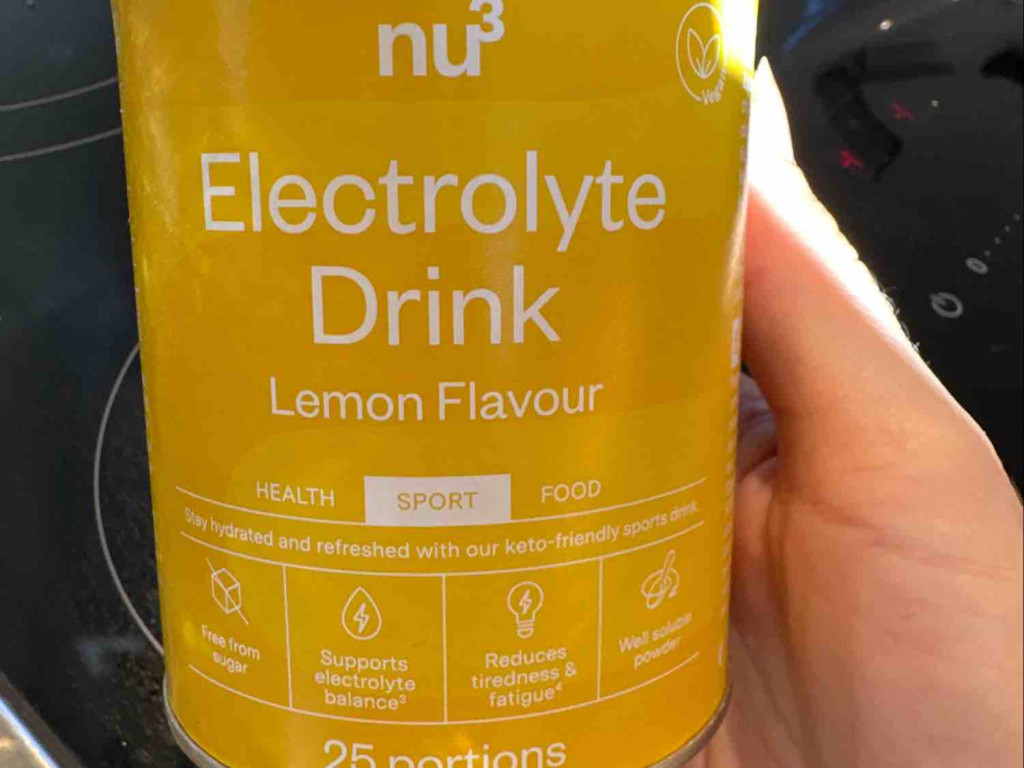 nu³
Vegan
Electrolyte
Drink
Lemon Flavour
HEALTH SPORT FOOD
Stay hydrated and refreshed with our keto-friendly sports drink.
Free from
sugar
Supports
electrolyte
balance³
Reduces
tiredness &
fatigue⁴
Well soluble
powder
25 portions